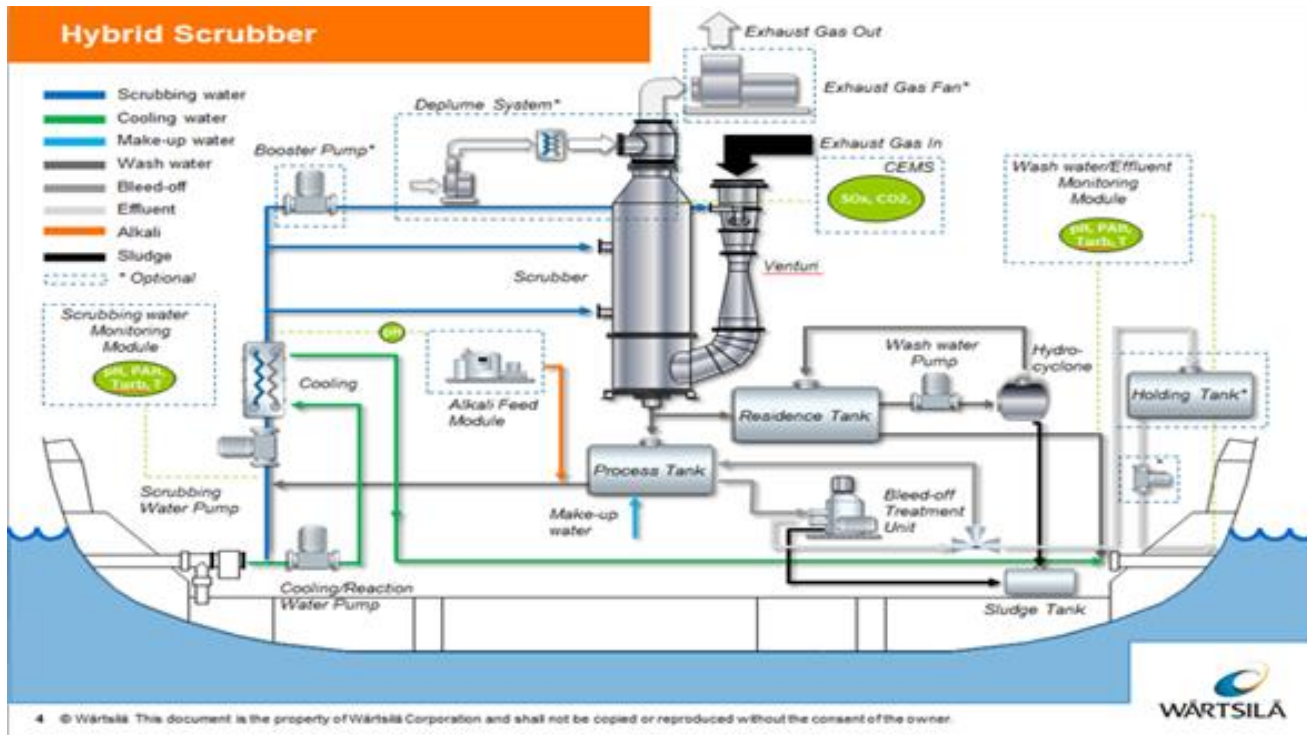 Hybrid Scrubber
Scrubbing water
Cooling water
Make-up water
Wash water
Bleed-off
Effluent
Alkali
Sludge
* Optional
Exhaust Gas Out
Exhaust Gas Fan*
Deplume System*
Booster Pump*
Exhaust Gas In
CEMS
SOx, CO2,
Wash water/Effluent
Monitoring
Module
pH, PAH,
Turb, T
Scrubber
Venturi
Scrubbing water
Monitoring
Module
pH, PAH,
Turb, T
pH
Cooling
Alkali Feed
Module
Wash water
Pump
Hydro-
cyclone
Residence Tank
Holding Tank*
*
Process Tank
Scrubbing
Water Pump
Make-up
water
Bleed-off
Treatment
Unit
Cooling/Reaction
Water Pump
Sludge Tank
WÄRTSILÄ
4 © Wärtsilä This document is the property of Wärtsilä Corporation and shall not be copied or reproduced without the consent of the owner.